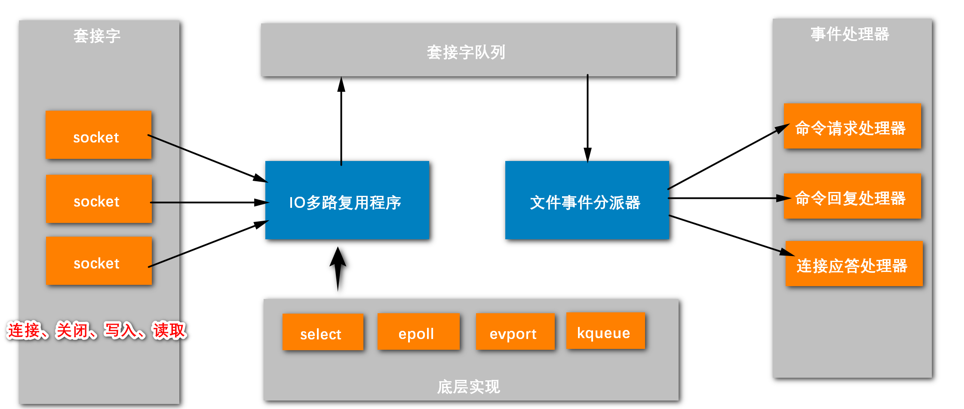 套接字
socket
socket
socket
连接、关闭、写入、读取
套接字队列
IO多路复用程序
文件事件分派器
select
epoll
evport
kqueue
底层实现
事件处理器
命令请求处理器
命令回复处理器
连接应答处理器